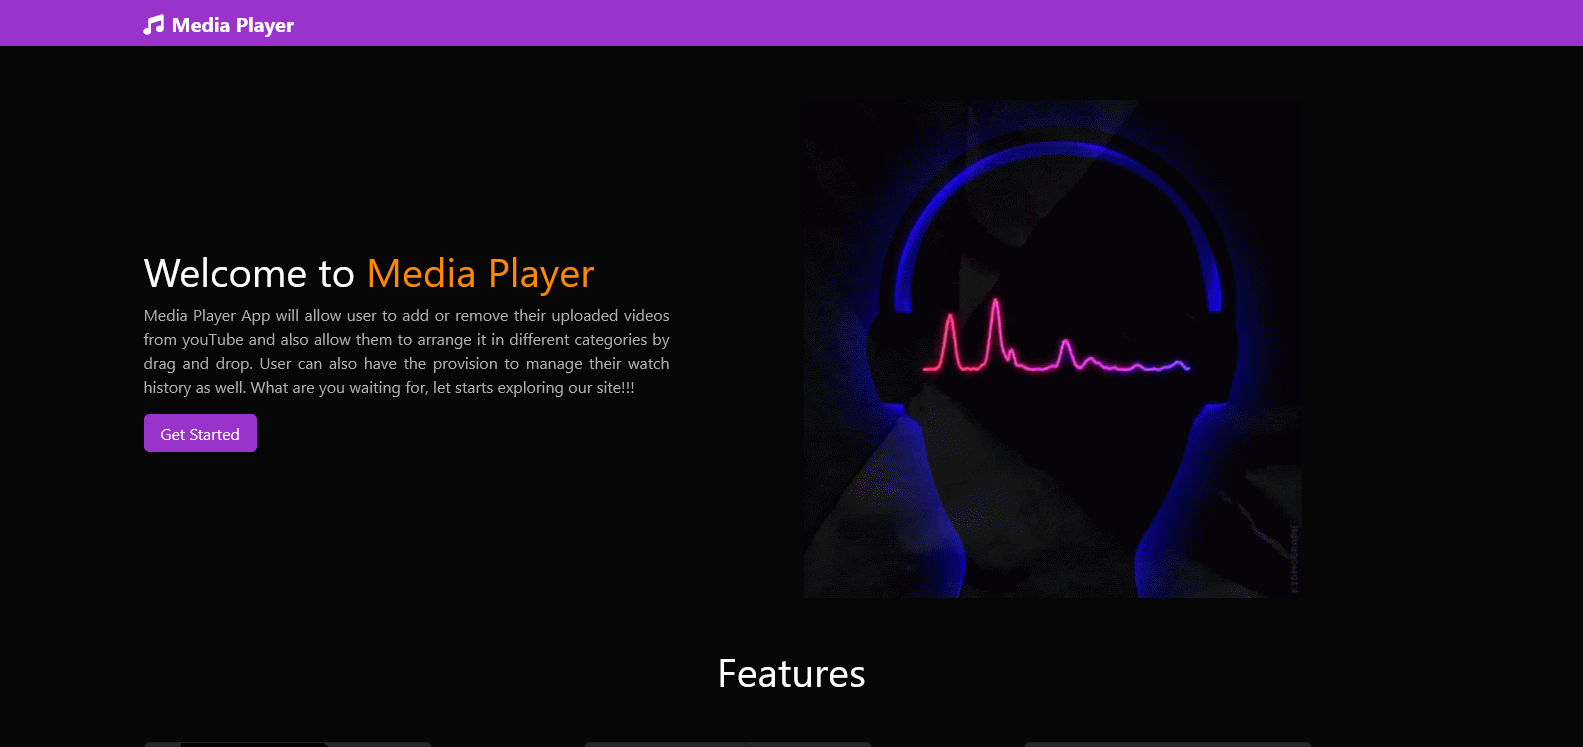 Media Player
Welcome to Media Player
Media Player App will allow user to add or remove their uploaded videos
from youTube and also allow them to arrange it in different categories by
drag and drop. User can also have the provision to manage their watch
history as well. What are you waiting for, let starts exploring our site!!!
Get Started
Features